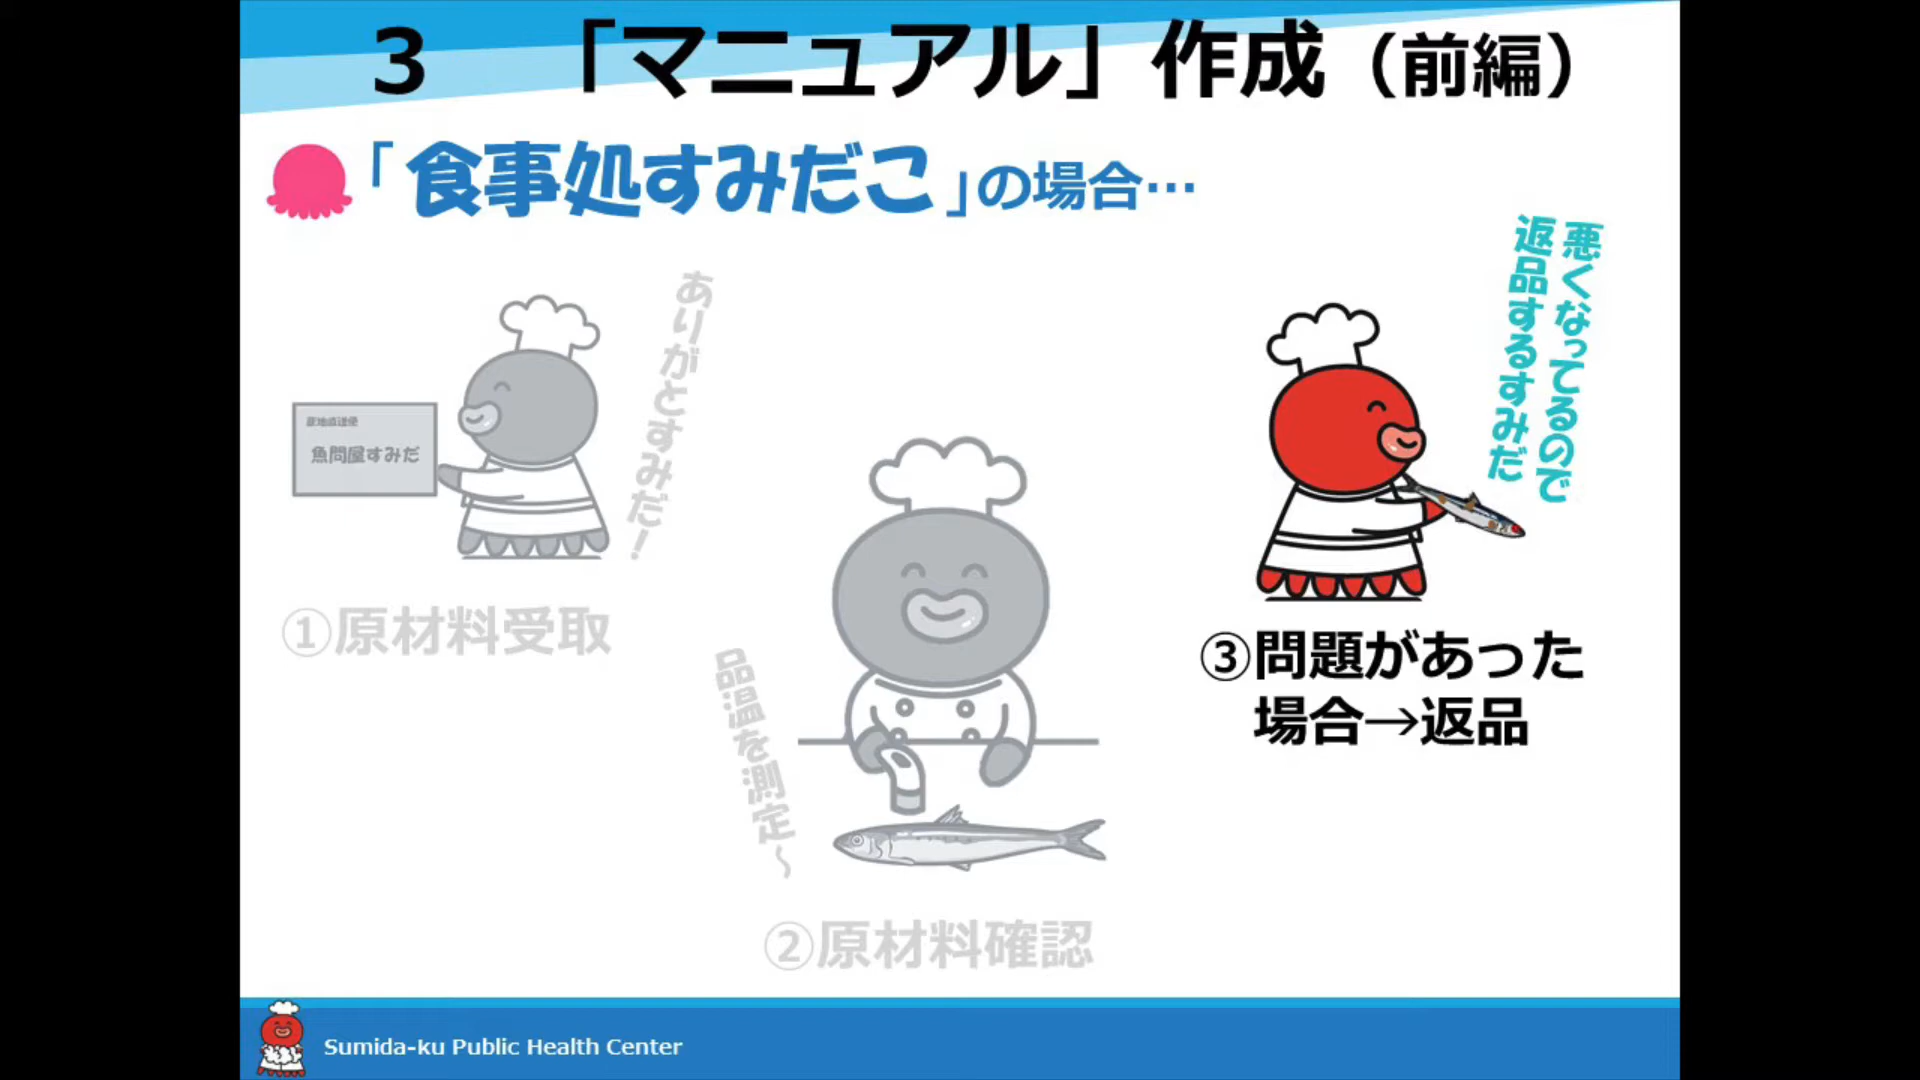 3 「マニュアル」作成（前編）
「食事処すみだこ」の場合…
産地直送便
魚問屋すみだ
ありがとすみだ！
①原材料受取
品温を測定～
②原材料確認
悪くなってるので
返品するすみだ
③問題があった
場合→返品
Sumida-ku Public Health Center